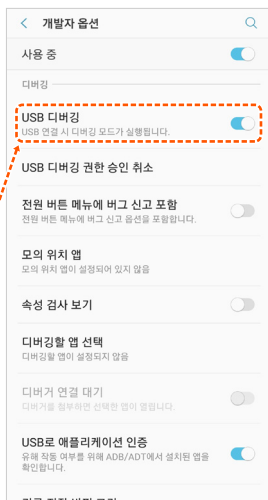 개발자 옵션
사용 중
디버깅
USB 디버깅
USB 연결 시 디버깅 모드가 실행됩니다.
USB 디버깅 권한 승인 취소
전원 버튼 메뉴에 버그 신고 포함
전원 버튼 메뉴에 버그 신고 옵션을 포함합니다.
모의 위치 앱
모의 위치 앱이 설정되어 있지 않음
속성 검사 보기
디버깅할 앱 선택
디버깅할 앱이 설정되지 않음
디버거 연결 대기
디버거를 첨부하면 선택한 앱이 열립니다.
USB로 애플리케이션 인증
유해 작동 여부를 위해 ADB/ADT에서 설치된 앱을
확인합니다.